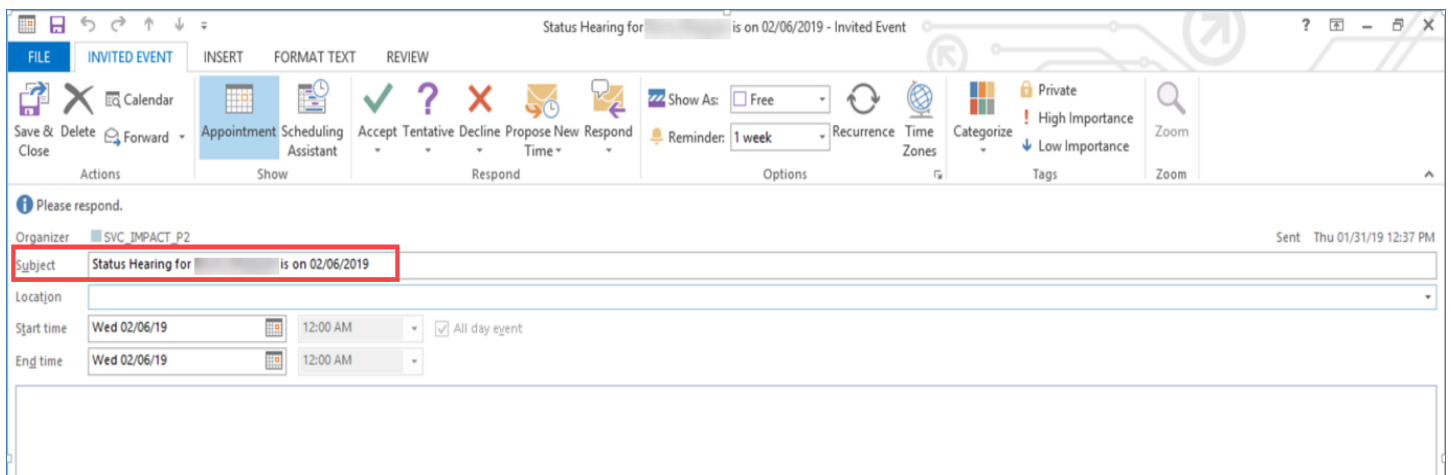 Status Hearing for is on 02/06/2019 - Invited Event
FILE INVITED EVENT INSERT FORMAT TEXT REVIEW
Save & Close
Delete
Calendar
Forward
Actions
Appointment
Scheduling Assistant
Show
Accept
Tentative
Decline
Propose New Time
Respond
Respond
Show As: Free
Reminder: 1 week
Recurrence
Time Zones
Options
Categorize
Private
High Importance
Low Importance
Tags
Zoom
Zoom
Please respond.
Organizer SVC_IMPACT_P2 Sent Thu 01/31/19 12:37 PM
Subject Status Hearing for is on 02/06/2019
Location
Start time Wed 02/06/19 12:00 AM All day event
End time Wed 02/06/19 12:00 AM